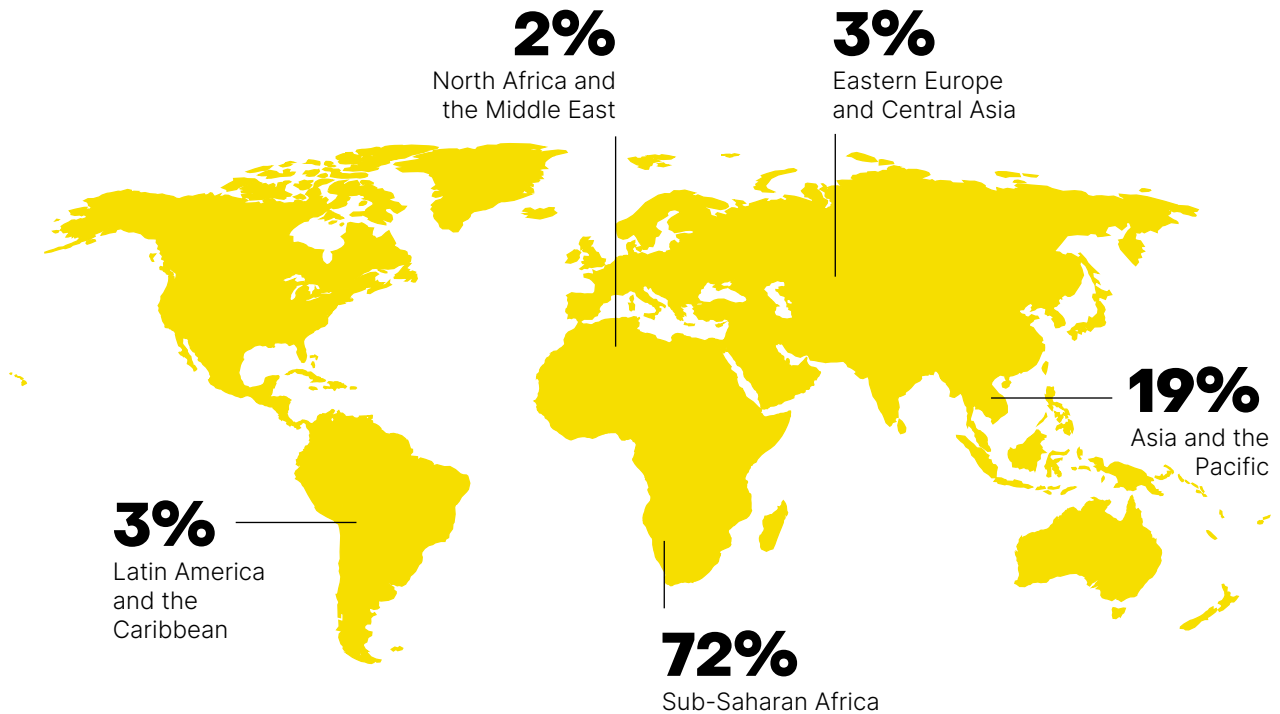 2%
North Africa and
the Middle East
3%
Eastern Europe
and Central Asia
19%
Asia and the
Pacific
3%
Latin America
and the
Caribbean
72%
Sub-Saharan Africa